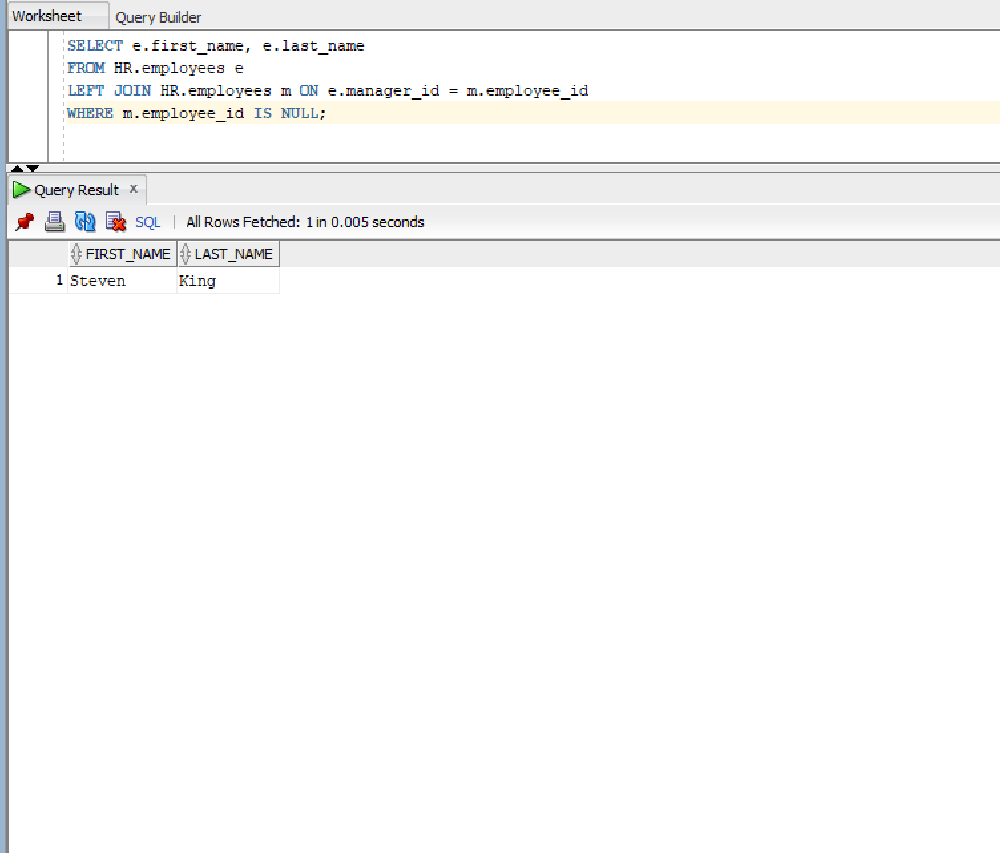 Worksheet Query Builder
SELECT e.first_name, e.last_name
FROM HR.employees e
LEFT JOIN HR.employees m ON e.manager_id = m.employee_id
WHERE m.employee_id IS NULL;
Query Result x
SQL | All Rows Fetched: 1 in 0.005 seconds
FIRST_NAME LAST_NAME
1 Steven King